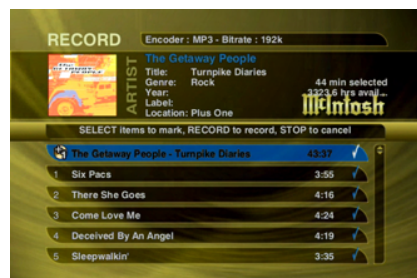 RECORD
Encoder : MP3 - Bitrate : 192k
ARTIST
The Getaway People
Title: Turnpike Diaries
Genre: Rock
44 min selected
Year:
3323.6 hrs avail...
Label:
McIntosh
Location: Plus One
SELECT items to mark, RECORD to record, STOP to cancel
The Getaway People - Turnpike Diaries 43:37
1 Six Pacs 3:55
2 There She Goes 4:16
3 Come Love Me 4:24
4 Deceived By An Angel 4:19
5 Sleepwalkin' 3:35